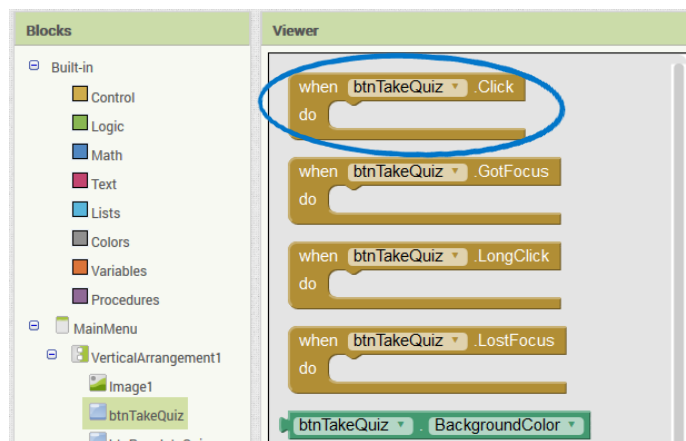 Blocks
Viewer
Built-in
Control
Logic
Math
Text
Lists
Colors
Variables
Procedures
MainMenu
VerticalArrangement1
Image1
btnTakeQuiz
when btnTakeQuiz .Click
do
when btnTakeQuiz .GotFocus
do
when btnTakeQuiz .LongClick
do
when btnTakeQuiz .LostFocus
do
btnTakeQuiz . BackgroundColor